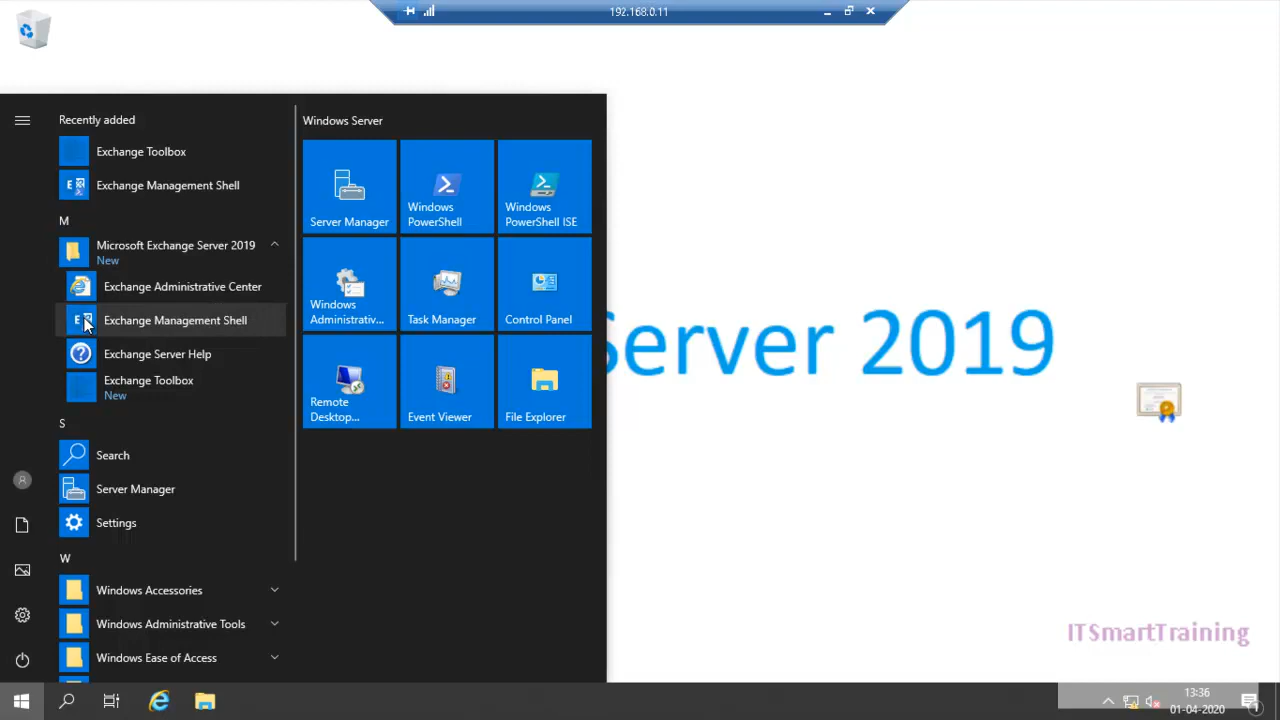 192.168.0.11
Recently added
Exchange Toolbox
Exchange Management Shell
M
Microsoft Exchange Server 2019
New
Exchange Administrative Center
Exchange Management Shell
Exchange Server Help
Exchange Toolbox
New
S
Search
Server Manager
Settings
W
Windows Accessories
Windows Administrative Tools
Windows Ease of Access
Windows Server
Server Manager
Windows
PowerShell
Windows
PowerShell ISE
Windows
Administrativ...
Task Manager
Control Panel
Remote
Desktop...
Event Viewer
File Explorer
Server 2019
ITSmartTraining
13:36
01-04-2020
1